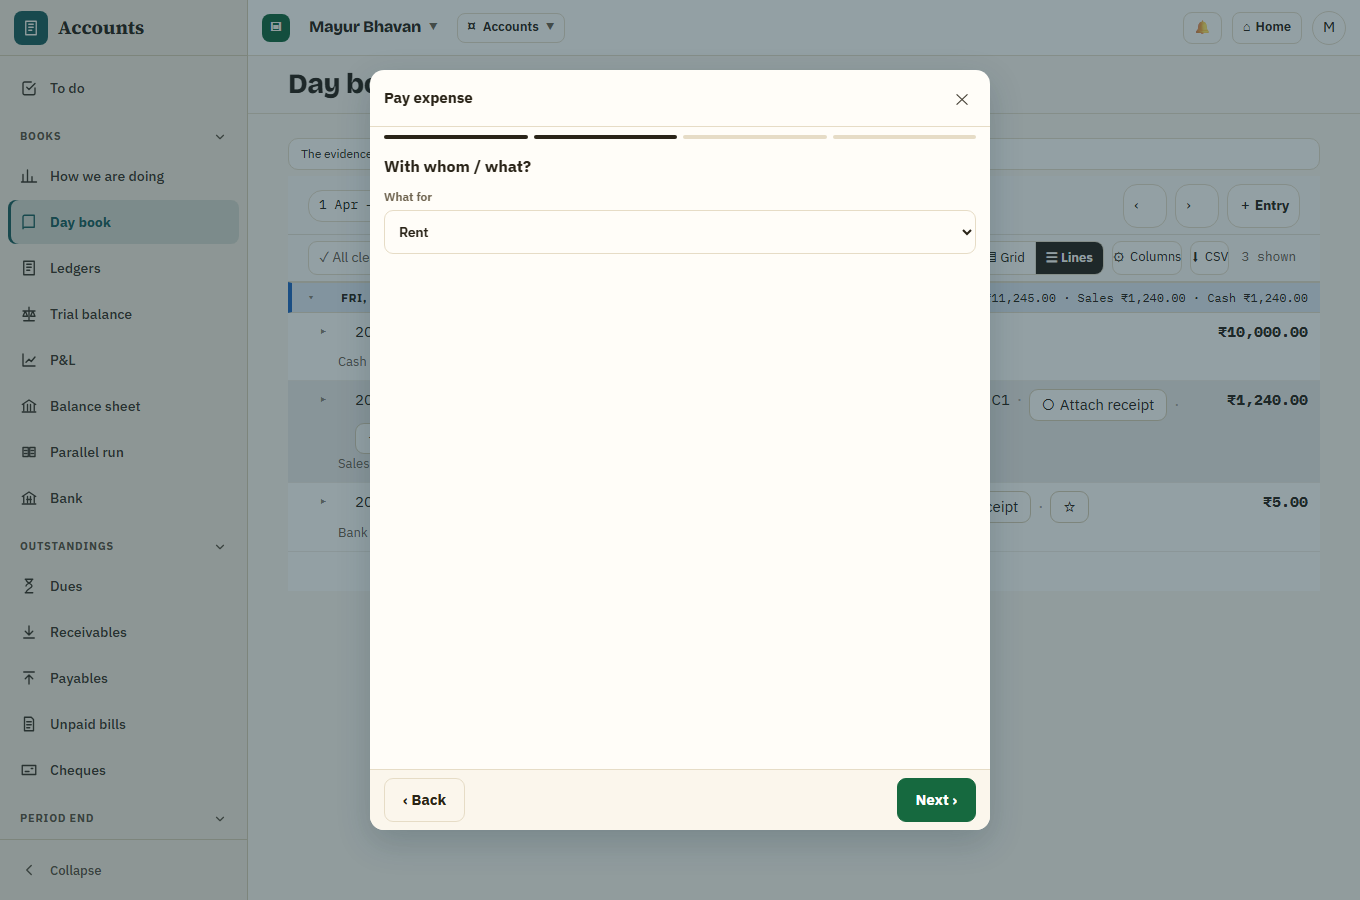 Accounts
Mayur Bhavan ▼
¤ Accounts ▼
⌂ Home
M
To do
BOOKS
How we are doing
Day book
Ledgers
Trial balance
P&L
Balance sheet
Parallel run
Bank
OUTSTANDINGS
Dues
Receivables
Payables
Unpaid bills
Cheques
PERIOD END
Collapse
Day bo
The evidence
1 Apr -
‹
›
+ Entry
✓ All cle
Grid
☰ Lines
⚙ Columns
⬇ CSV
3 shown
FRI,
11,245.00 · Sales ₹1,240.00 · Cash ₹1,240.00
20
₹10,000.00
Cash
20
C1 · Attach receipt ·
₹1,240.00
Sales
20
ceipt · ☆
₹5.00
Bank
Pay expense
With whom / what?
What for
Rent
‹ Back
Next ›